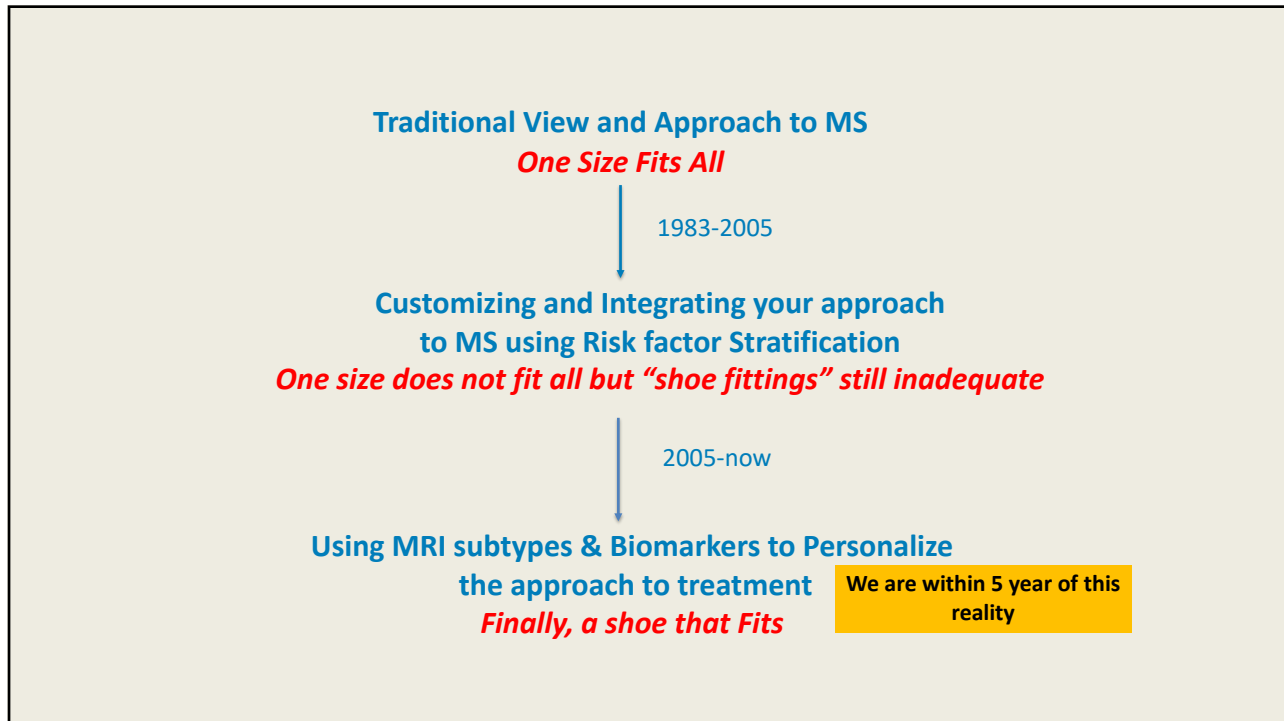 Traditional View and Approach to MS
One Size Fits All
1983-2005
Customizing and Integrating your approach
to MS using Risk factor Stratification
One size does not fit all but “shoe fittings” still inadequate
2005-now
Using MRI subtypes & Biomarkers to Personalize
the approach to treatment
Finally, a shoe that Fits
We are within 5 year of this
reality